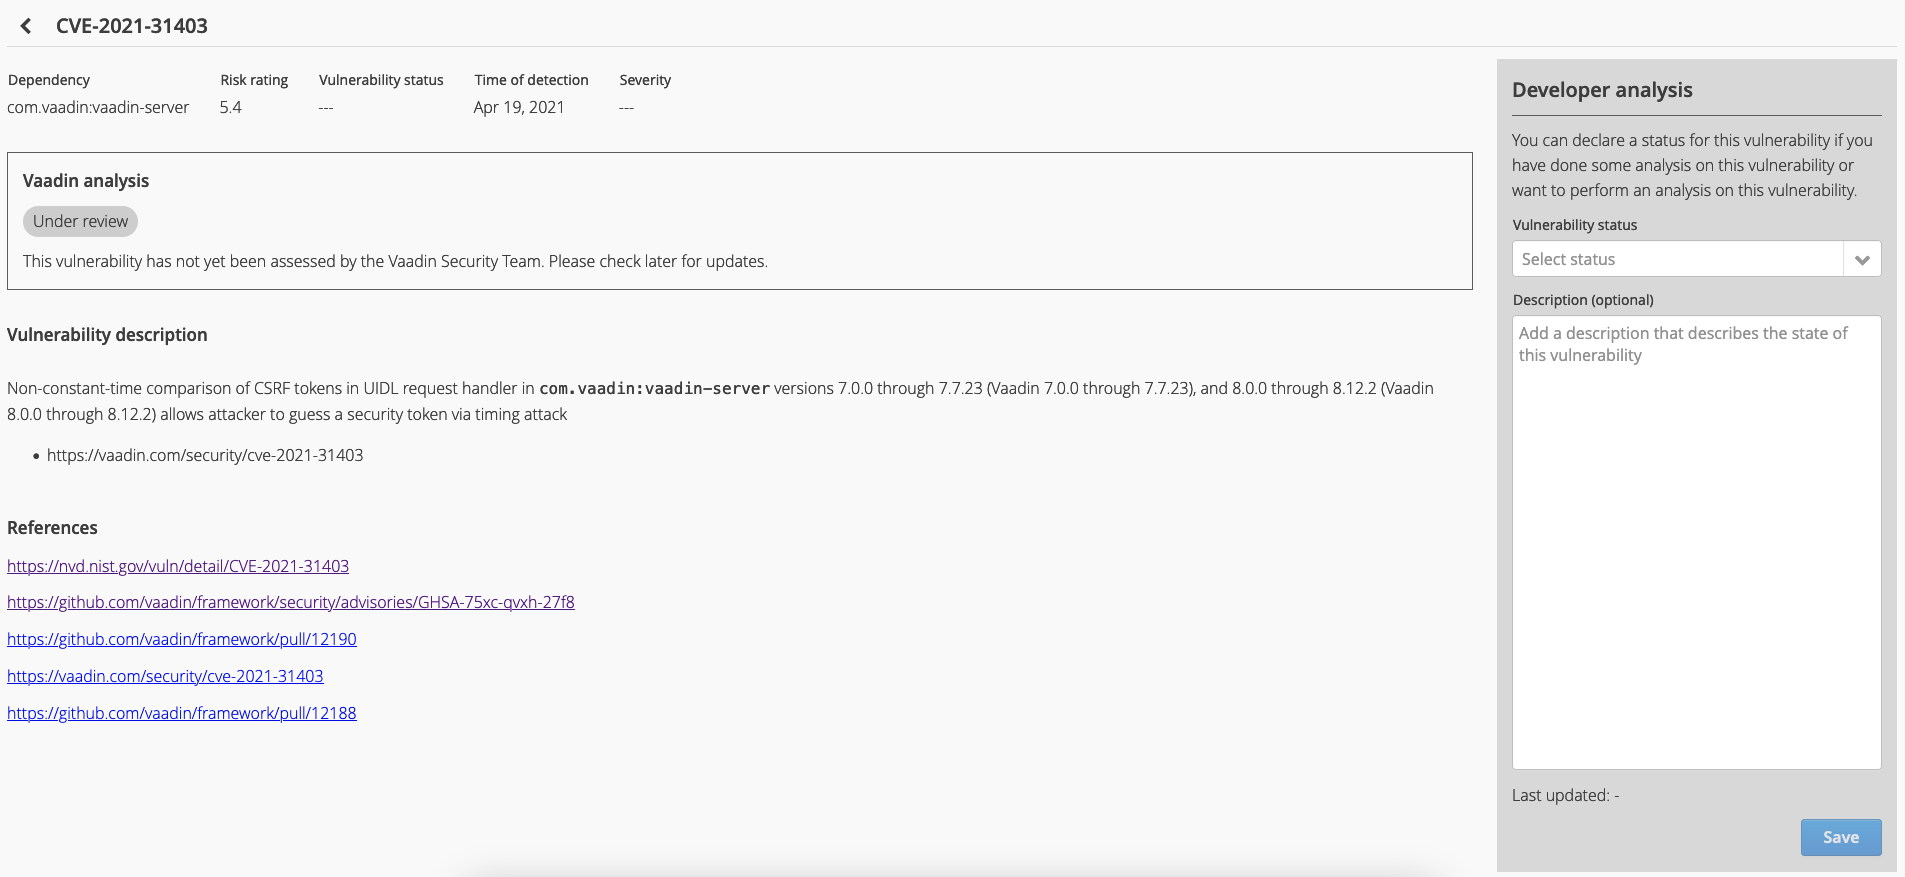 CVE-2021-31403
Dependency
com.vaadin:vaadin-server
Risk rating
5.4
Vulnerability status
---
Time of detection
Apr 19, 2021
Severity
---
Vaadin analysis
Under review
This vulnerability has not yet been assessed by the Vaadin Security Team. Please check later for updates.
Vulnerability description
Non-constant-time comparison of CSRF tokens in UIDL request handler in com.vaadin:vaadin-server versions 7.0.0 through 7.7.23 (Vaadin 7.0.0 through 7.7.23), and 8.0.0 through 8.12.2 (Vaadin
8.0.0 through 8.12.2) allows attacker to guess a security token via timing attack
• https://vaadin.com/security/cve-2021-31403
References
https://nvd.nist.gov/vuln/detail/CVE-2021-31403
https://github.com/vaadin/framework/security/advisories/GHSA-75xc-qvxh-27f8
https://github.com/vaadin/framework/pull/12190
https://vaadin.com/security/cve-2021-31403
https://github.com/vaadin/framework/pull/12188
Developer analysis
You can declare a status for this vulnerability if you
have done some analysis on this vulnerability or
want to perform an analysis on this vulnerability.
Vulnerability status
Select status
Description (optional)
Add a description that describes the state of
this vulnerability
Last updated: -
Save